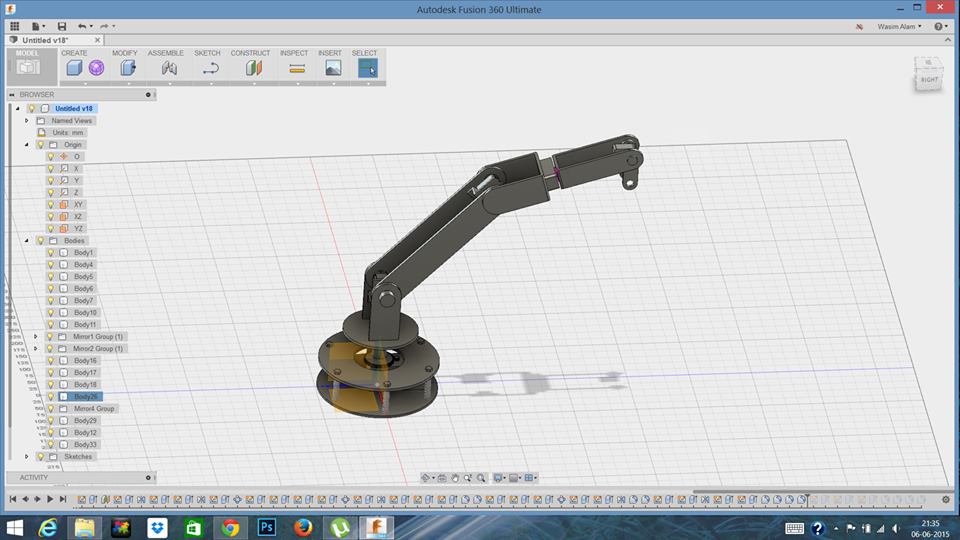 Autodesk Fusion 360 Ultimate
Wasim Alam
Untitled v18*
MODEL
CREATE
MODIFY
ASSEMBLE
SKETCH
CONSTRUCT
INSPECT
INSERT
SELECT
RIGHT
BROWSER
Untitled v18
Named Views
Units: mm
Origin
O
X
Y
Z
XY
XZ
YZ
Bodies
Body1
Body4
Body5
Body6
Body7
Body10
Body11
Mirror1 Group (1)
Mirror2 Group (1)
Body16
Body17
Body18
Body26
Mirror4 Group
Body29
Body12
Body33
Sketches
ACTIVITY
Ps
21:35
06-06-2015